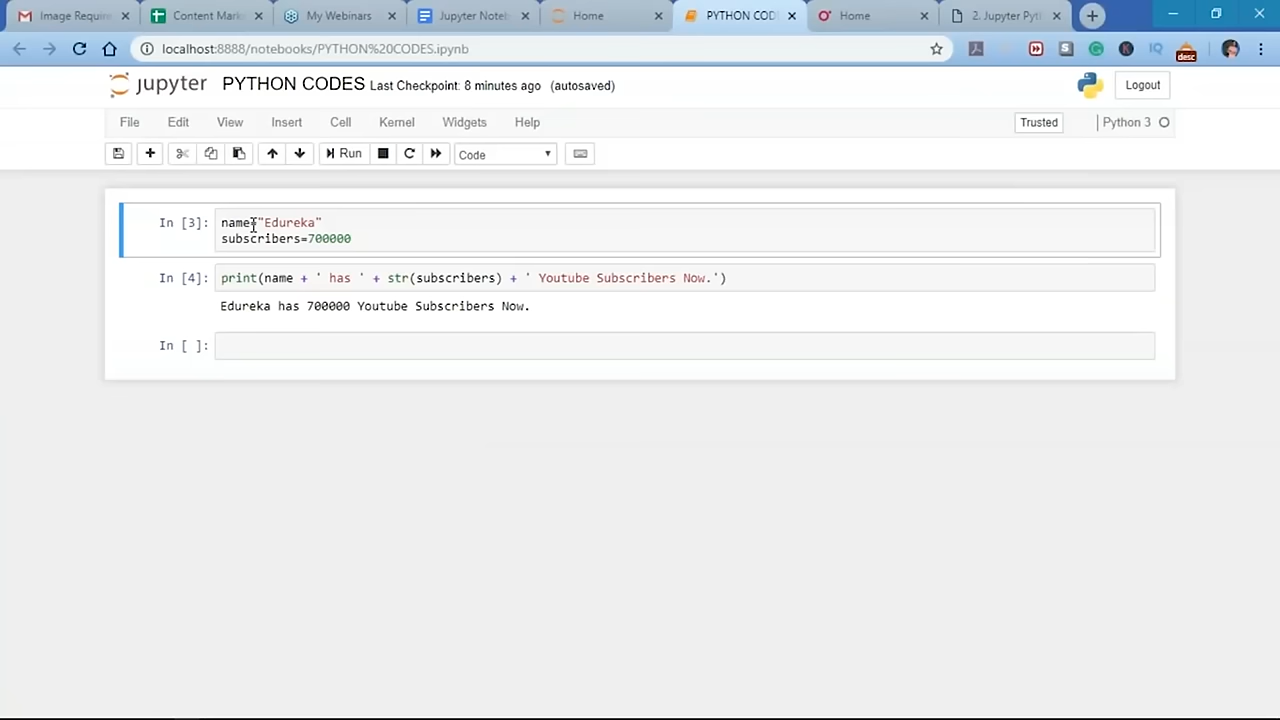 Image Requir
Content Mark
My Webinars
Jupyter Noteb
Home
PYTHON COD
Home
2. Jupyter Pyt
localhost:8888/notebooks/PYTHON%20CODES.ipynb
desc
jupyter PYTHON CODES Last Checkpoint: 8 minutes ago (autosaved)
Logout
File Edit View Insert Cell Kernel Widgets Help
Trusted
Python 3
Run
Code
In [3]: name="Edureka"
subscribers=700000
In [4]: print(name + ' has ' + str(subscribers) + ' Youtube Subscribers Now.')
Edureka has 700000 Youtube Subscribers Now.
In [ ]: